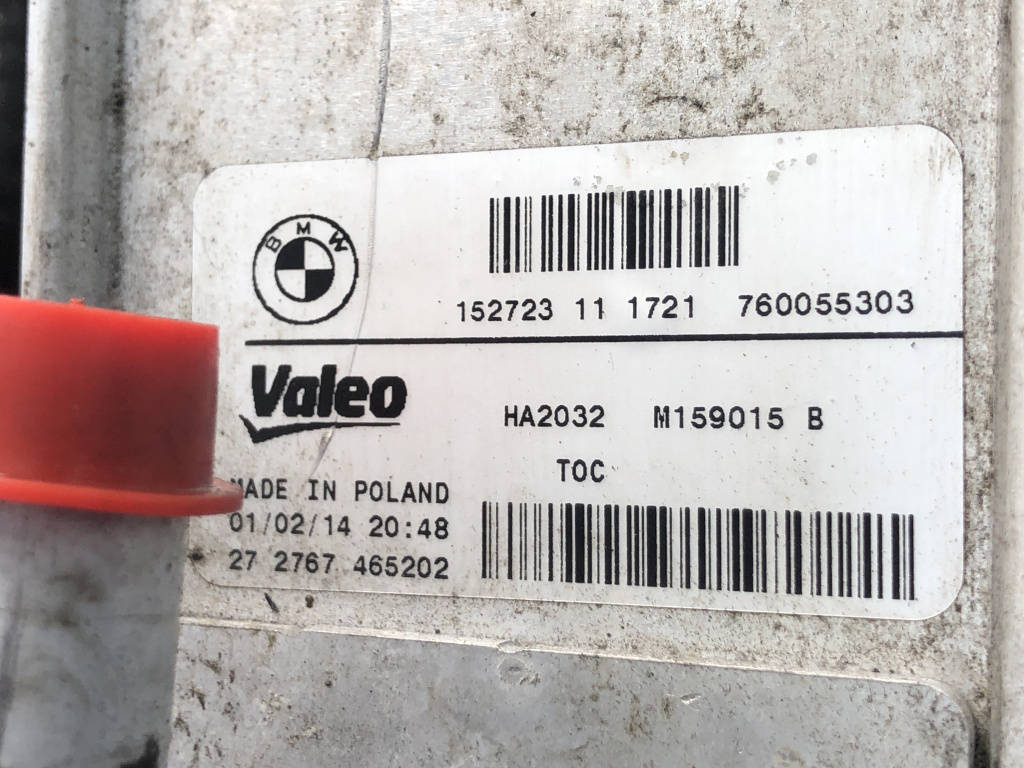 BMW
152723 11 1721 760055303
Valeo
HA2032 M159015 B
TOC
MADE IN POLAND
01/02/14 20:48
27 2767 465202